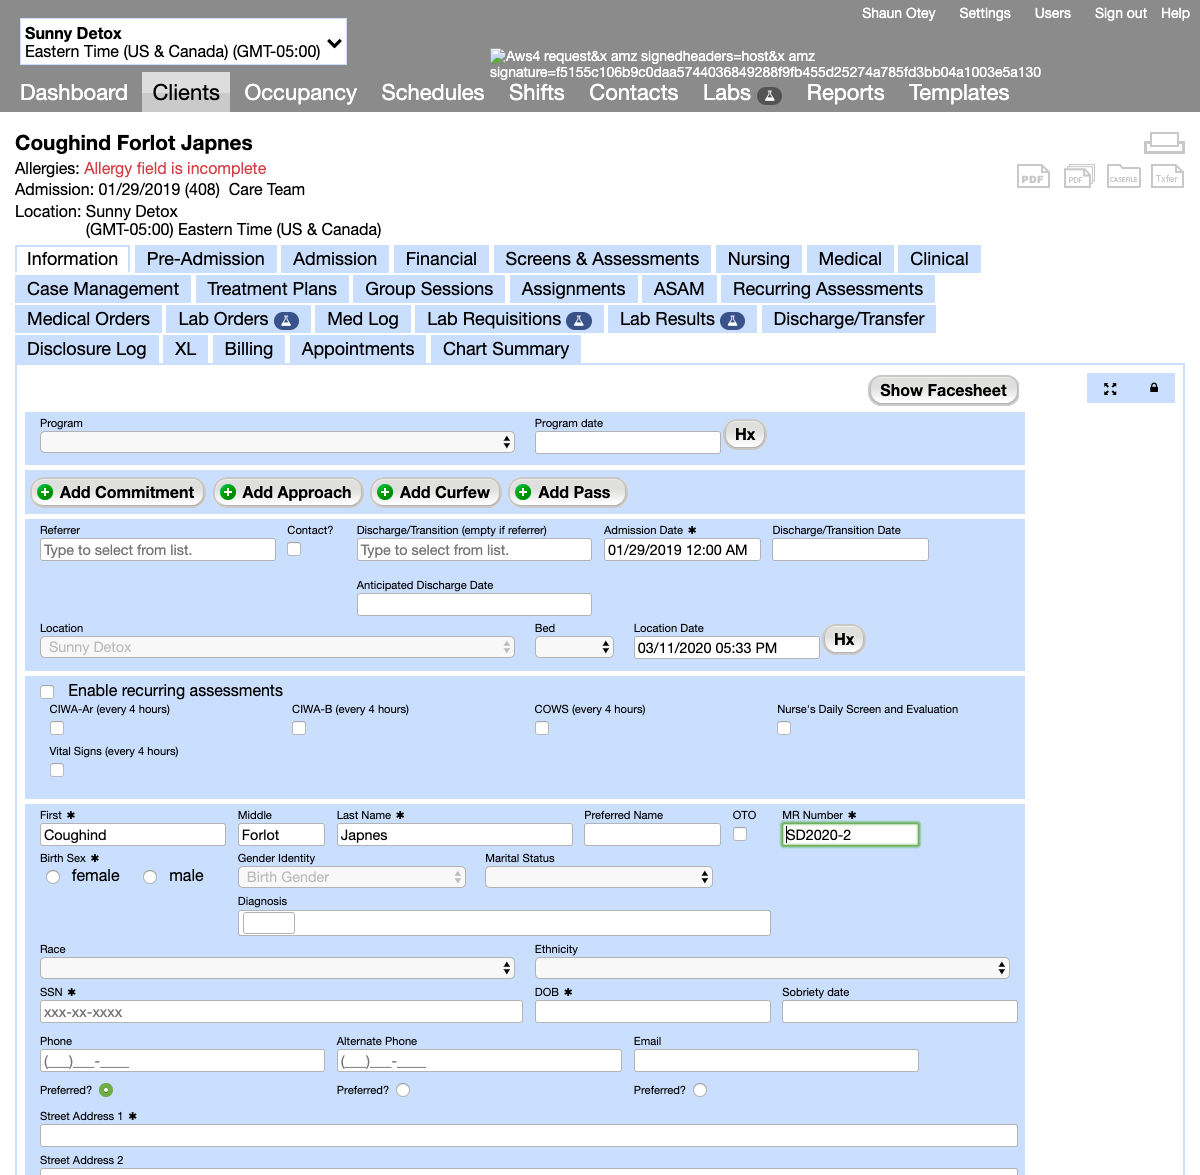 Shaun Otey Settings Users Sign out Help
Sunny Detox
Eastern Time (US & Canada) (GMT-05:00)
Aws4 request&x amz signedheaders=host&x amz
signature=f5155c106b9c0daa5744036849288f9fb455d25274a785fd3bb04a1003e5a130
Dashboard Clients Occupancy Schedules Shifts Contacts Labs Reports Templates
Coughind Forlot Japnes
Allergies: Allergy field is incomplete
Admission: 01/29/2019 (408) Care Team
Location: Sunny Detox
(GMT-05:00) Eastern Time (US & Canada)
PDF PDF CASEFILE Txfer
Information Pre-Admission Admission Financial Screens & Assessments Nursing Medical Clinical
Case Management Treatment Plans Group Sessions Assignments ASAM Recurring Assessments
Medical Orders Lab Orders Med Log Lab Requisitions Lab Results Discharge/Transfer
Disclosure Log XL Billing Appointments Chart Summary
Show Facesheet
Program Program date
Hx
Add Commitment Add Approach Add Curfew Add Pass
Referrer Contact? Discharge/Transition (empty if referrer) Admission Date ✱ Discharge/Transition Date
Type to select from list. Type to select from list. 01/29/2019 12:00 AM
Anticipated Discharge Date
Location Bed Location Date
Sunny Detox 03/11/2020 05:33 PM Hx
Enable recurring assessments
CIWA-Ar (every 4 hours) CIWA-B (every 4 hours) COWS (every 4 hours) Nurse's Daily Screen and Evaluation
Vital Signs (every 4 hours)
First ✱ Middle Last Name ✱ Preferred Name OTO MR Number ✱
Coughind Forlot Japnes SD2020-2
Birth Sex ✱ Gender Identity Marital Status
female male Birth Gender
Diagnosis
Race Ethnicity
SSN ✱ DOB ✱ Sobriety date
xxx-xx-xxxx
Phone Alternate Phone Email
(___)___-____ (___)___-____
Preferred? Preferred? Preferred?
Street Address 1 ✱
Street Address 2